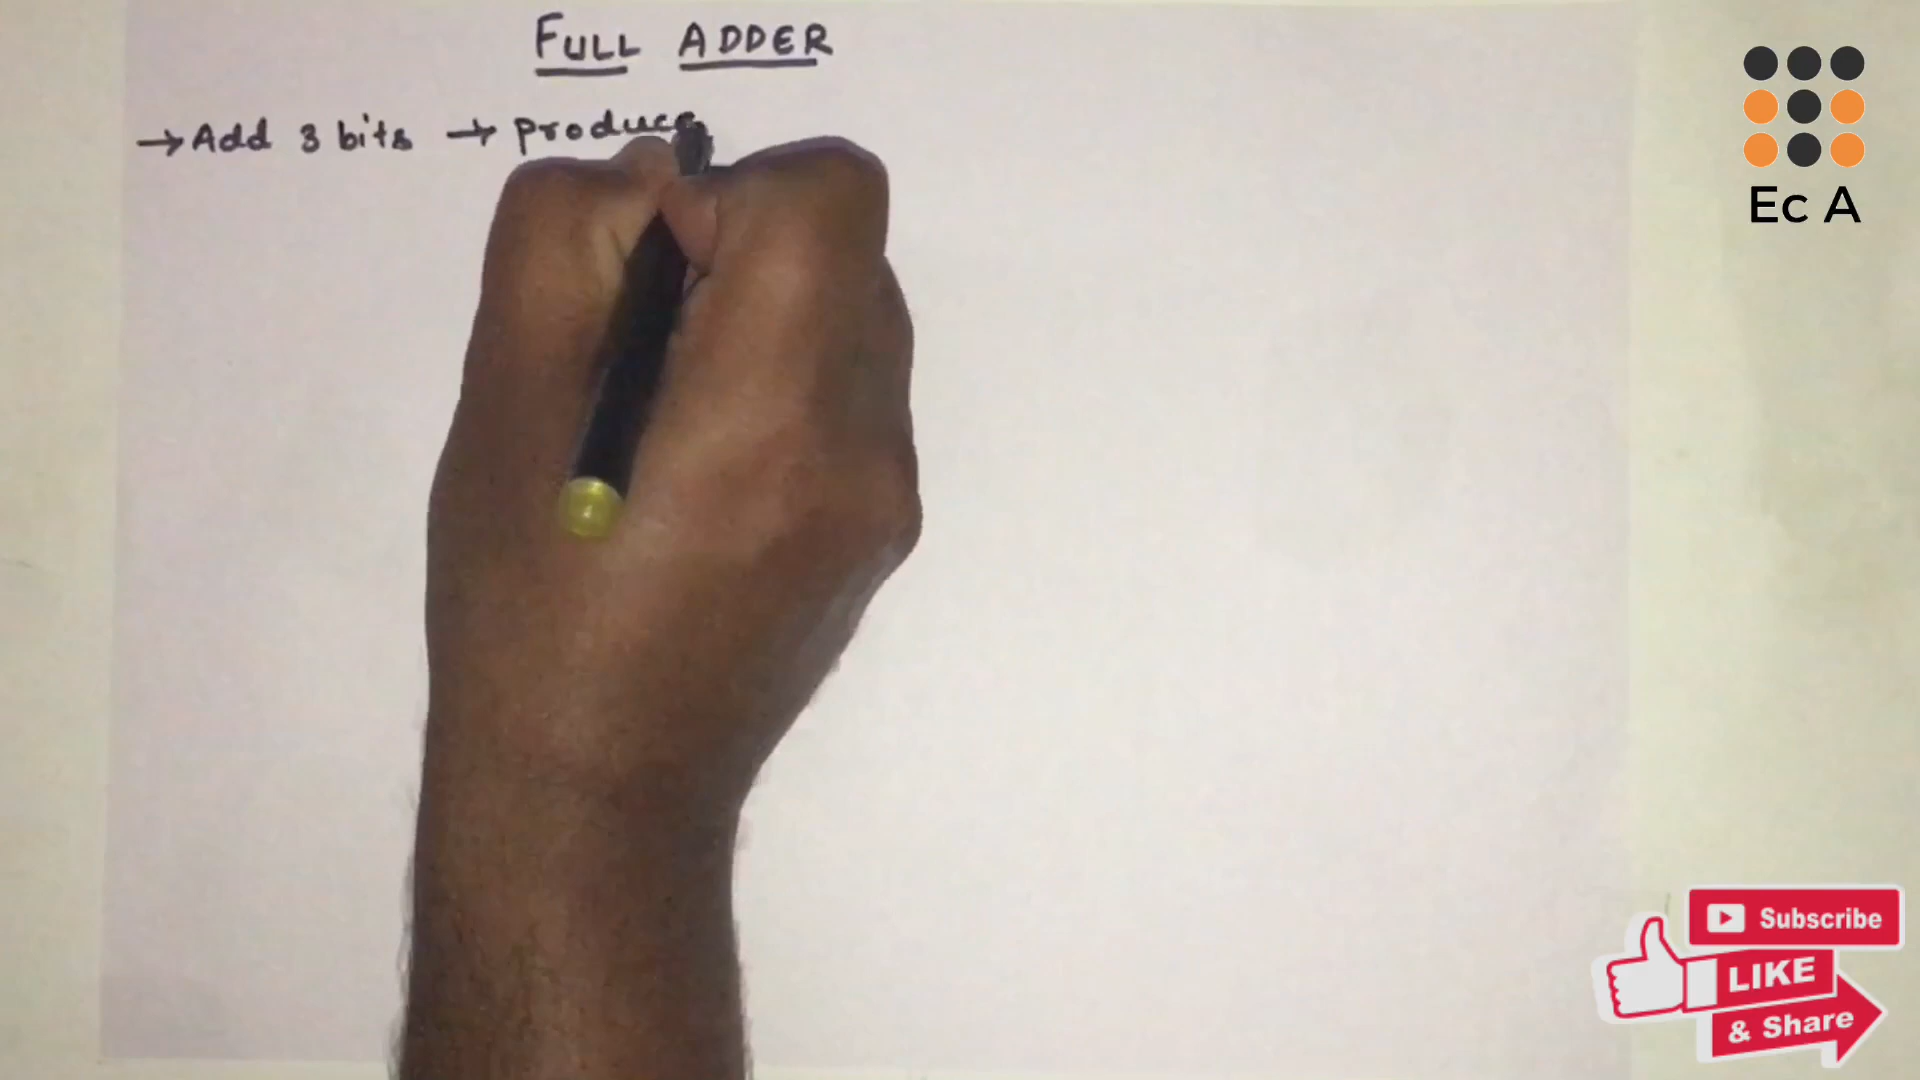 FULL ADDER
→ Add 3 bits → produce
Ec A
Subscribe
LIKE
& Share